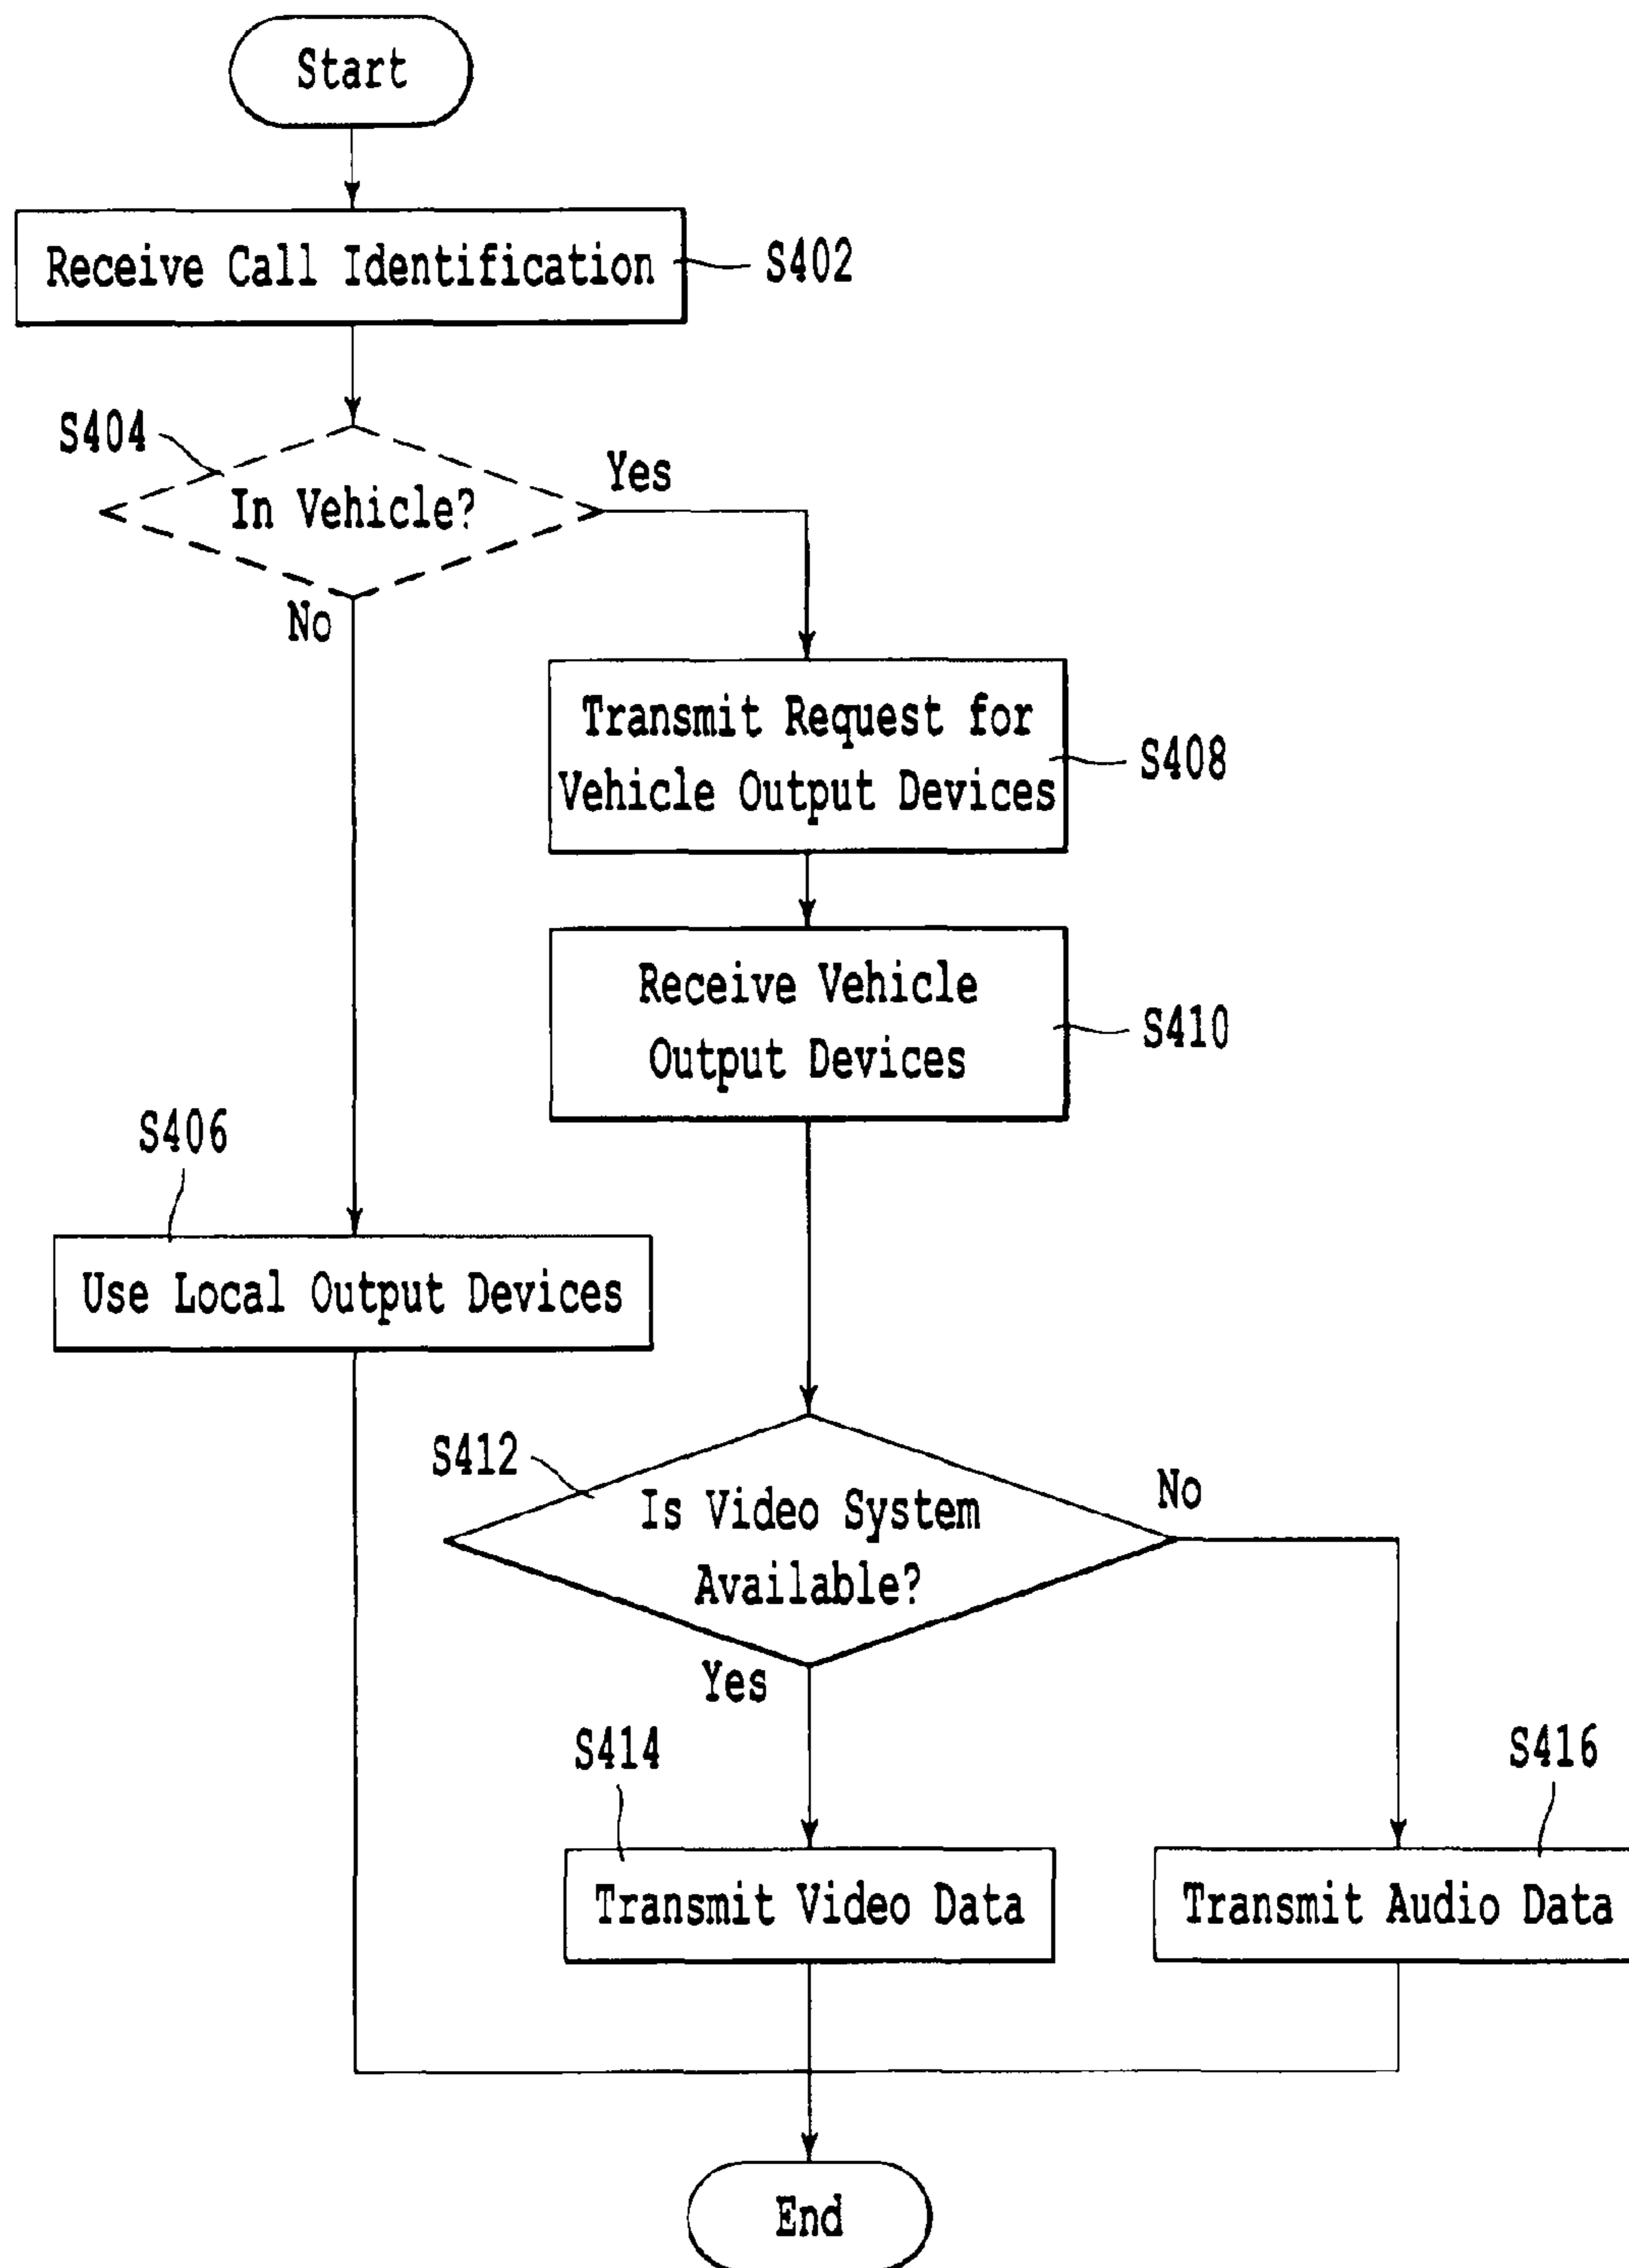 Start
Receive Call Identification
S402
S404
In Vehicle?
Yes
No
Transmit Request for
Vehicle Output Devices
S408
Receive Vehicle
Output Devices
S410
S406
Use Local Output Devices
S412
Is Video System
Available?
No
Yes
S414
S416
Transmit Video Data
Transmit Audio Data
End